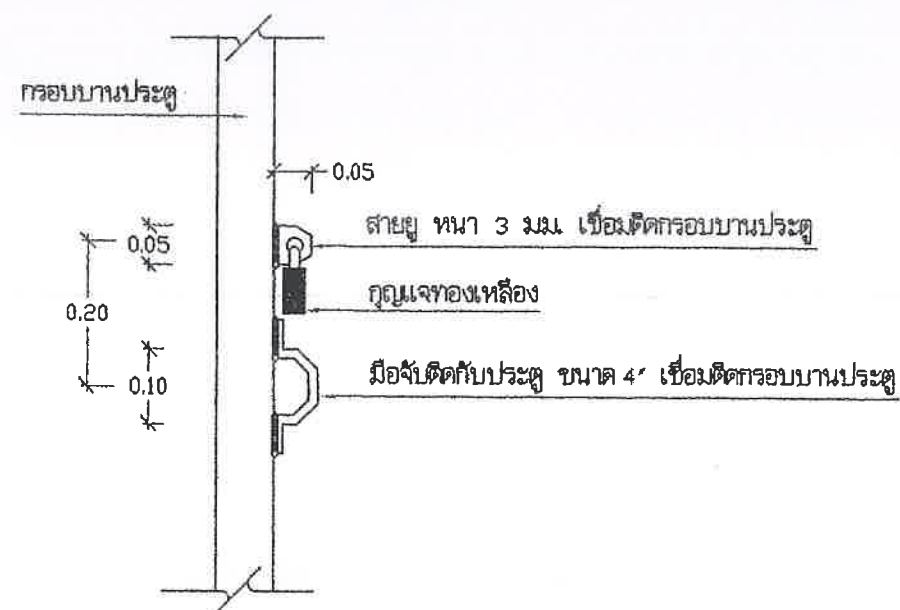 กรอบบานประตู
0.05
สายยู หนา 3 มม. เชื่อมติดกรอบบานประตู
0.05
กุญแจทองเหลือง
0.20
มือจับติดกับประตู ขนาด 4" เชื่อมติดกรอบบานประตู
0.10